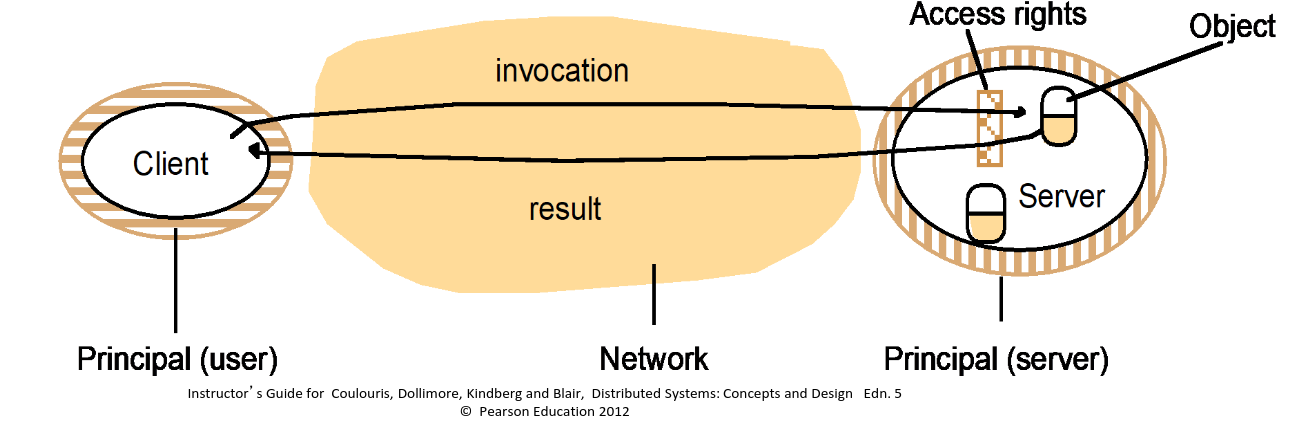 Access rights
Object
invocation
Client
Server
result
Principal (user)
Network
Principal (server)
Instructor’s Guide for Coulouris, Dollimore, Kindberg and Blair, Distributed Systems: Concepts and Design Edn. 5
© Pearson Education 2012